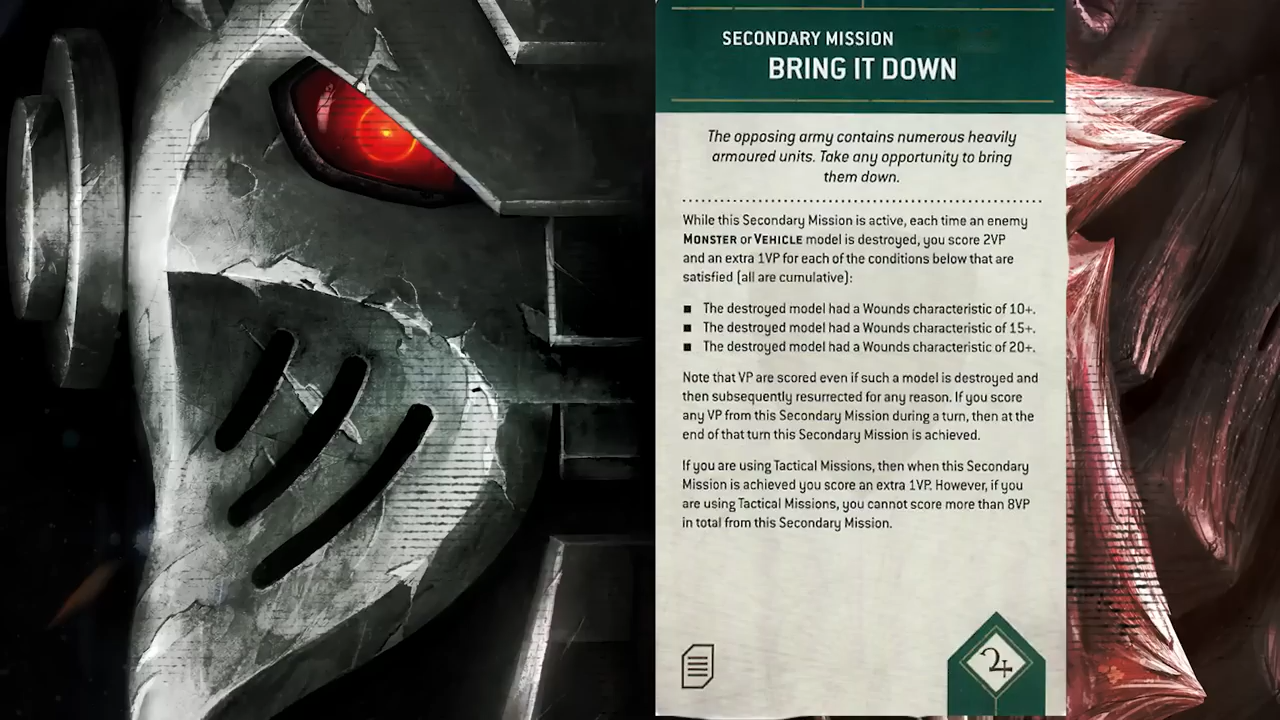 SECONDARY MISSION
BRING IT DOWN
The opposing army contains numerous heavily
armoured units. Take any opportunity to bring
them down.
While this Secondary Mission is active, each time an enemy
MONSTER or VEHICLE model is destroyed, you score 2VP
and an extra 1VP for each of the conditions below that are
satisfied (all are cumulative):
■ The destroyed model had a Wounds characteristic of 10+.
■ The destroyed model had a Wounds characteristic of 15+.
■ The destroyed model had a Wounds characteristic of 20+.
Note that VP are scored even if such a model is destroyed and
then subsequently resurrected for any reason. If you score
any VP from this Secondary Mission during a turn, then at the
end of that turn this Secondary Mission is achieved.
If you are using Tactical Missions, then when this Secondary
Mission is achieved you score an extra 1VP. However, if you
are using Tactical Missions, you cannot score more than 8VP
in total from this Secondary Mission.